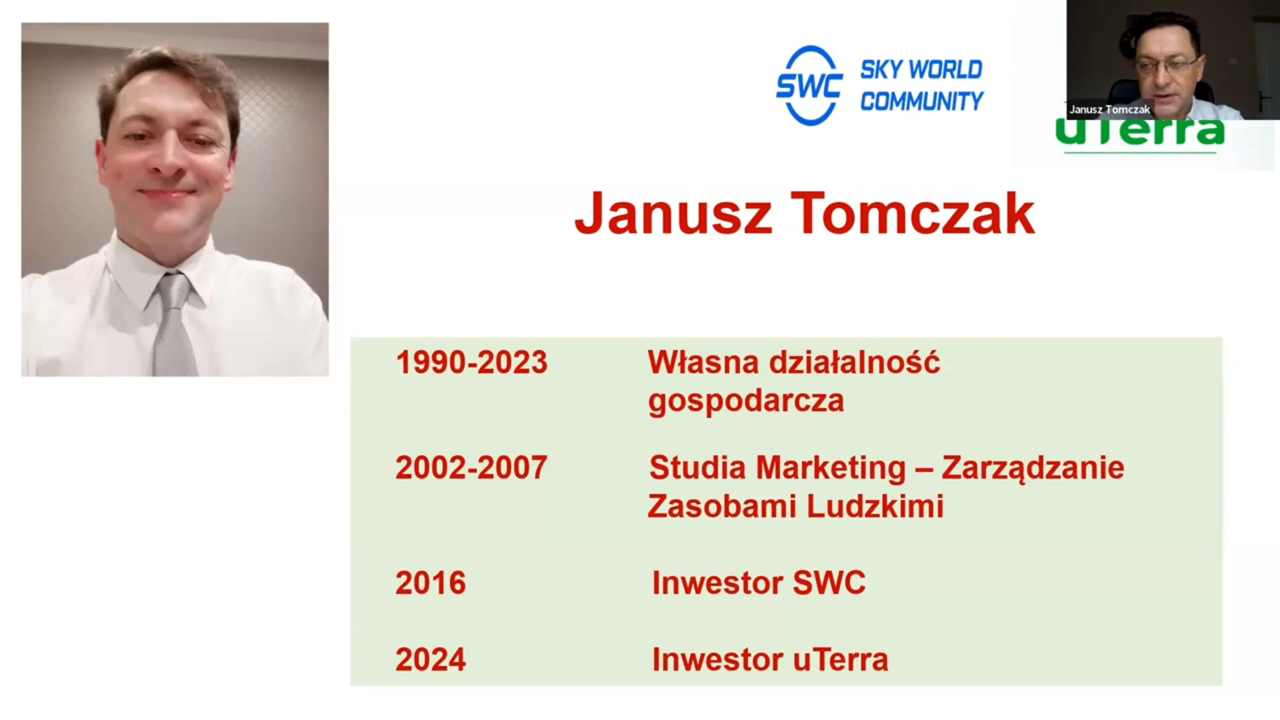 SWC
SKY WORLD
COMMUNITY
Janusz Tomczak
uTerra
Janusz Tomczak
1990-2023 Własna działalność
gospodarcza
2002-2007 Studia Marketing – Zarządzanie
Zasobami Ludzkimi
2016 Inwestor SWC
2024 Inwestor uTerra